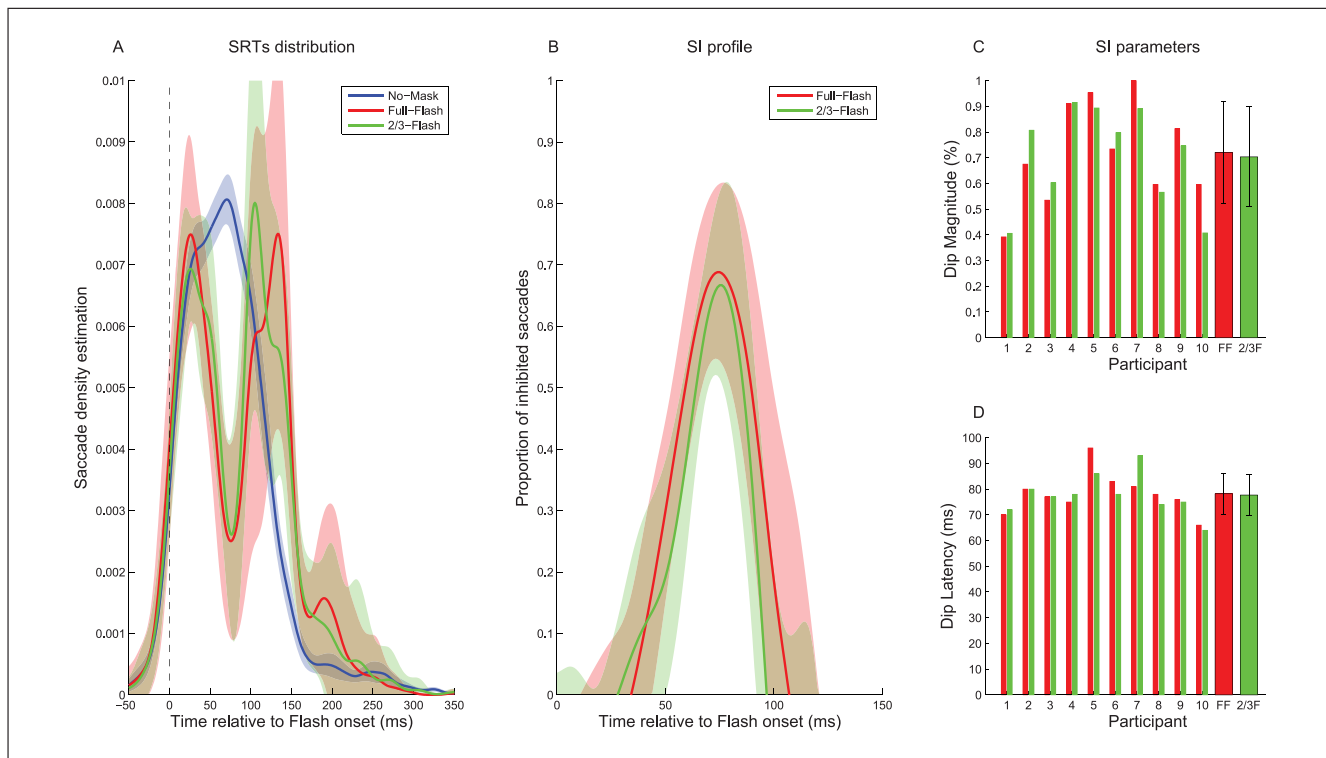 A SRTs distribution
0.01
0.009
0.008
0.007
0.006
0.005
0.004
0.003
0.002
0.001
0
Saccade density estimation
No−Mask
Full−Flash
2/3−Flash
−50 0 50 100 150 200 250 300 350
Time relative to Flash onset (ms)
B SI profile
1
0.9
0.8
0.7
0.6
0.5
0.4
0.3
0.2
0.1
0
Proportion of inhibited saccades
Full−Flash
2/3−Flash
0 50 100 150
Time relative to Flash onset (ms)
C SI parameters
1
0.9
0.8
0.7
0.6
0.5
0.4
0.3
0.2
0.1
0
Dip Magnitude (%)
1 2 3 4 5 6 7 8 9 10 FF 2/3F
Participant
D
100
90
80
70
60
50
40
30
20
10
0
Dip Latency (ms)
1 2 3 4 5 6 7 8 9 10 FF 2/3F
Participant